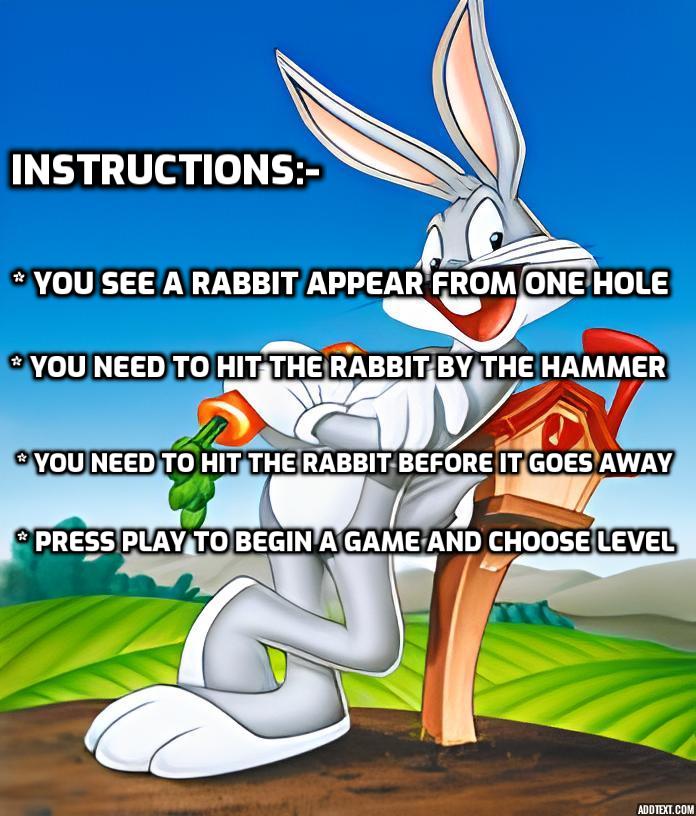 INSTRUCTIONS:-
* YOU SEE A RABBIT APPEAR FROM ONE HOLE
* YOU NEED TO HIT THE RABBIT BY THE HAMMER
* YOU NEED TO HIT THE RABBIT BEFORE IT GOES AWAY
* PRESS PLAY TO BEGIN A GAME AND CHOOSE LEVEL
ADDTEXT.COM